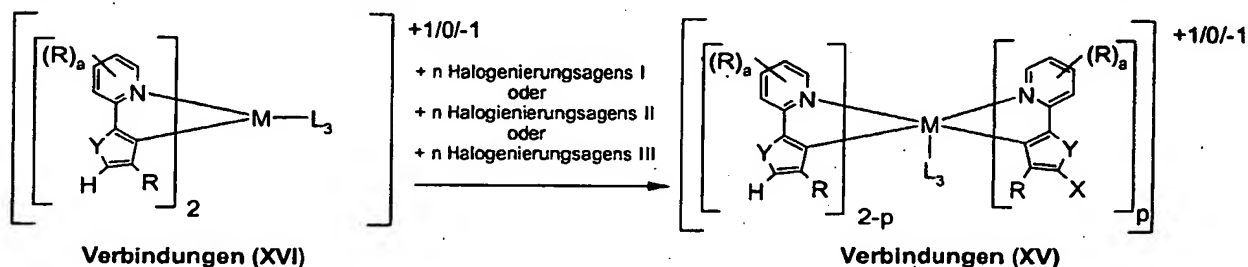 +1/0/-1
(R)a
N
M-L3
Y
H
R
2
+ n Halogenierungsagens I
oder
+ n Halogienierungsagens II
oder
+ n Halogenierungsagens III
+1/0/-1
(R)a
(R)a
N
M
N
Y
L3
Y
H
R
R
X
2-p
p
Verbindungen (XVI)
Verbindungen (XV)